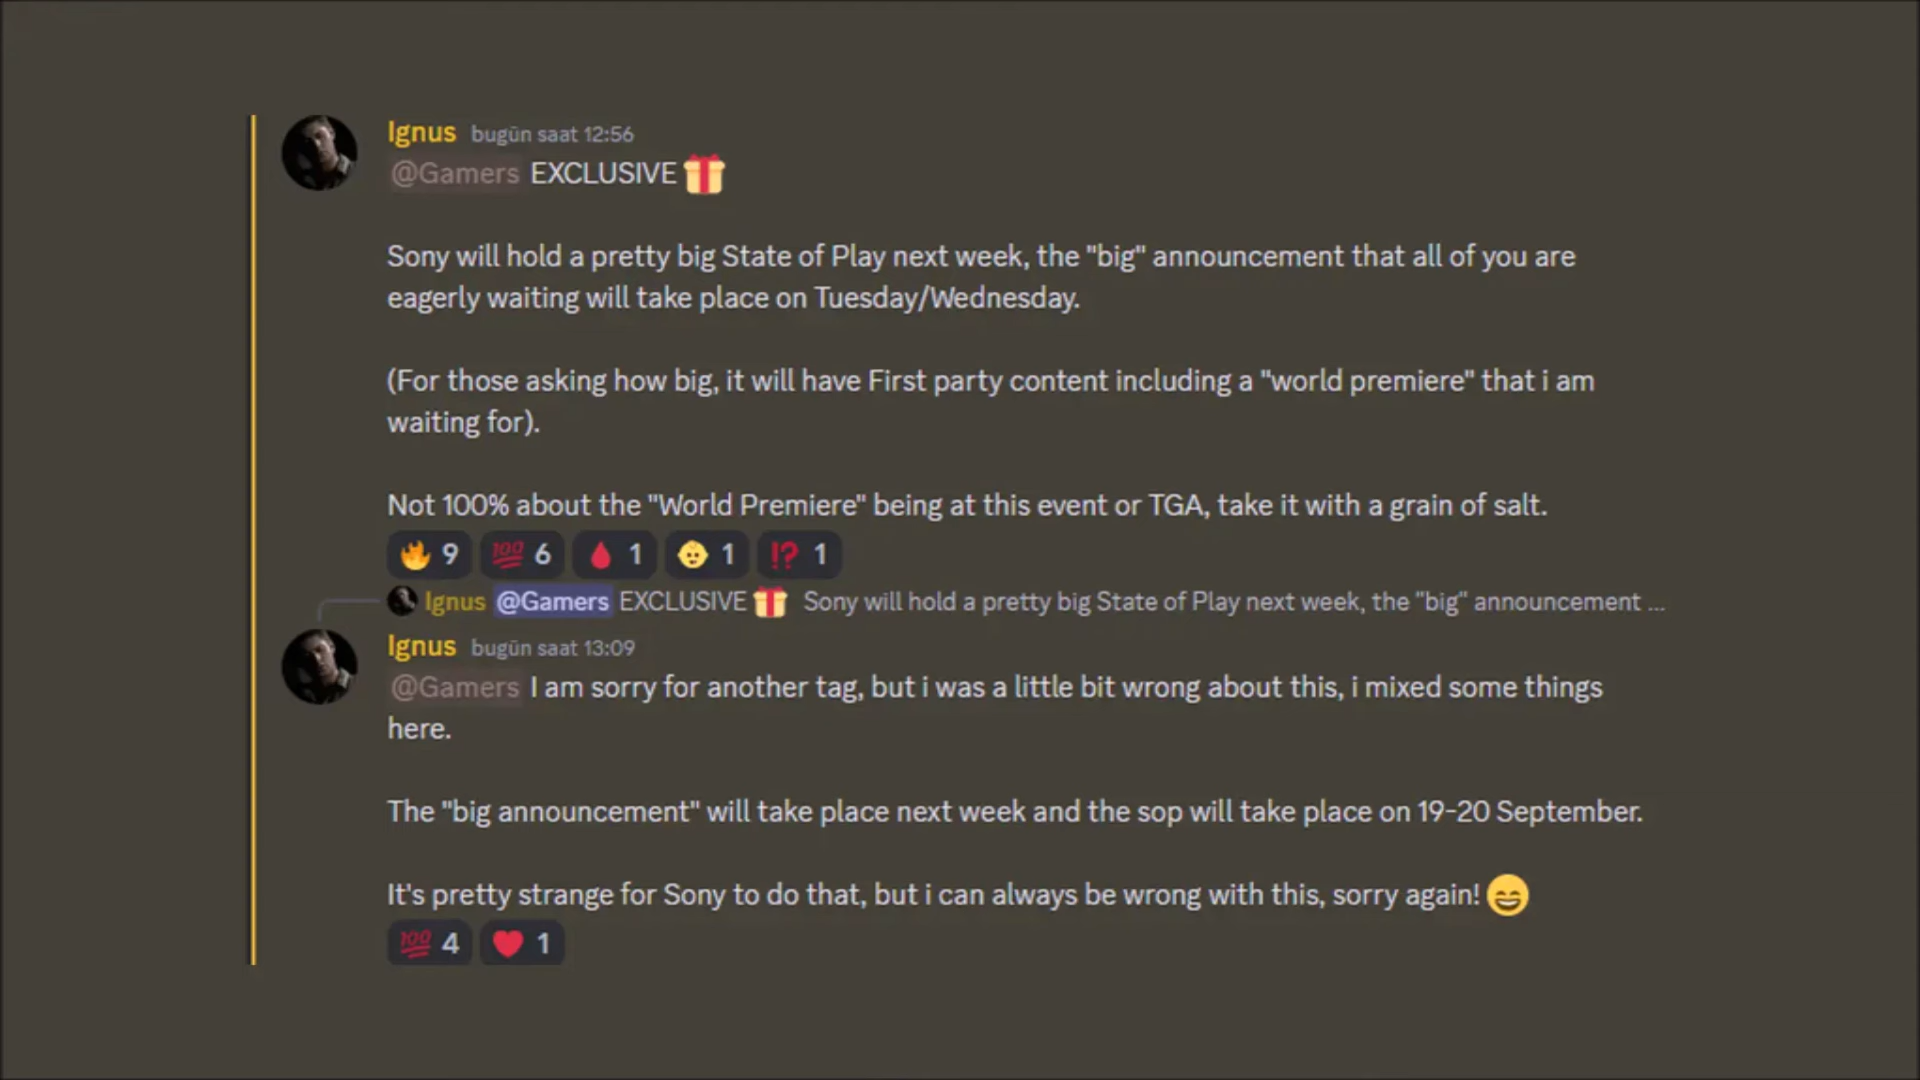 Ignus bugün saat 12:56
@Gamers EXCLUSIVE 🎁
Sony will hold a pretty big State of Play next week, the "big" announcement that all of you are
eagerly waiting will take place on Tuesday/Wednesday.
(For those asking how big, it will have First party content including a "world premiere" that i am
waiting for).
Not 100% about the "World Premiere" being at this event or TGA, take it with a grain of salt.
🔥 9 💯 6 🩸 1 👶 1 ⁉️ 1
Ignus @Gamers EXCLUSIVE 🎁 Sony will hold a pretty big State of Play next week, the "big" announcement ...
Ignus bugün saat 13:09
@Gamers I am sorry for another tag, but i was a little bit wrong about this, i mixed some things
here.
The "big announcement" will take place next week and the sop will take place on 19-20 September.
It's pretty strange for Sony to do that, but i can always be wrong with this, sorry again! 😄
💯 4 ❤️ 1